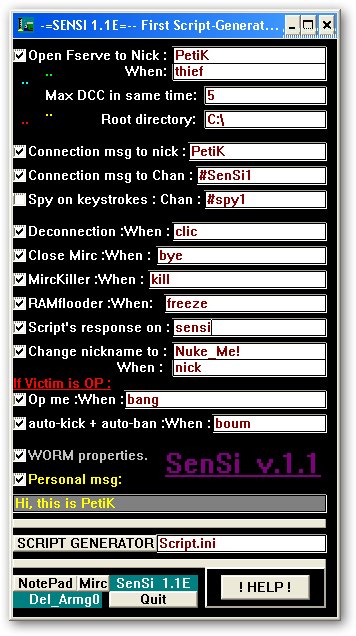 -=SENSI 1.1E=-- First Script-Generat...
Open Fserve to Nick : PetiK
When: thief
Max DCC in same time: 5
Root directory: C:\
Connection msg to nick : PetiK
Connection msg to Chan : #SenSi1
Spy on keystrokes : Chan : #spy1
Deconnection :When : clic
Close Mirc :When : bye
MircKiller :When : kill
RAMflooder :When: freeze
Script's response on : sensi
Change nickname to : Nuke_Me!
When : nick
If Victim is OP :
Op me :When : bang
auto-kick + auto-ban :When : boum
WORM properties.
SenSi v.1.1
Personal msg:
Hi, this is PetiK
SCRIPT GENERATOR Script.ini
NotePad Mirc SenSi 1.1E
! HELP !
Del_Armg0 Quit